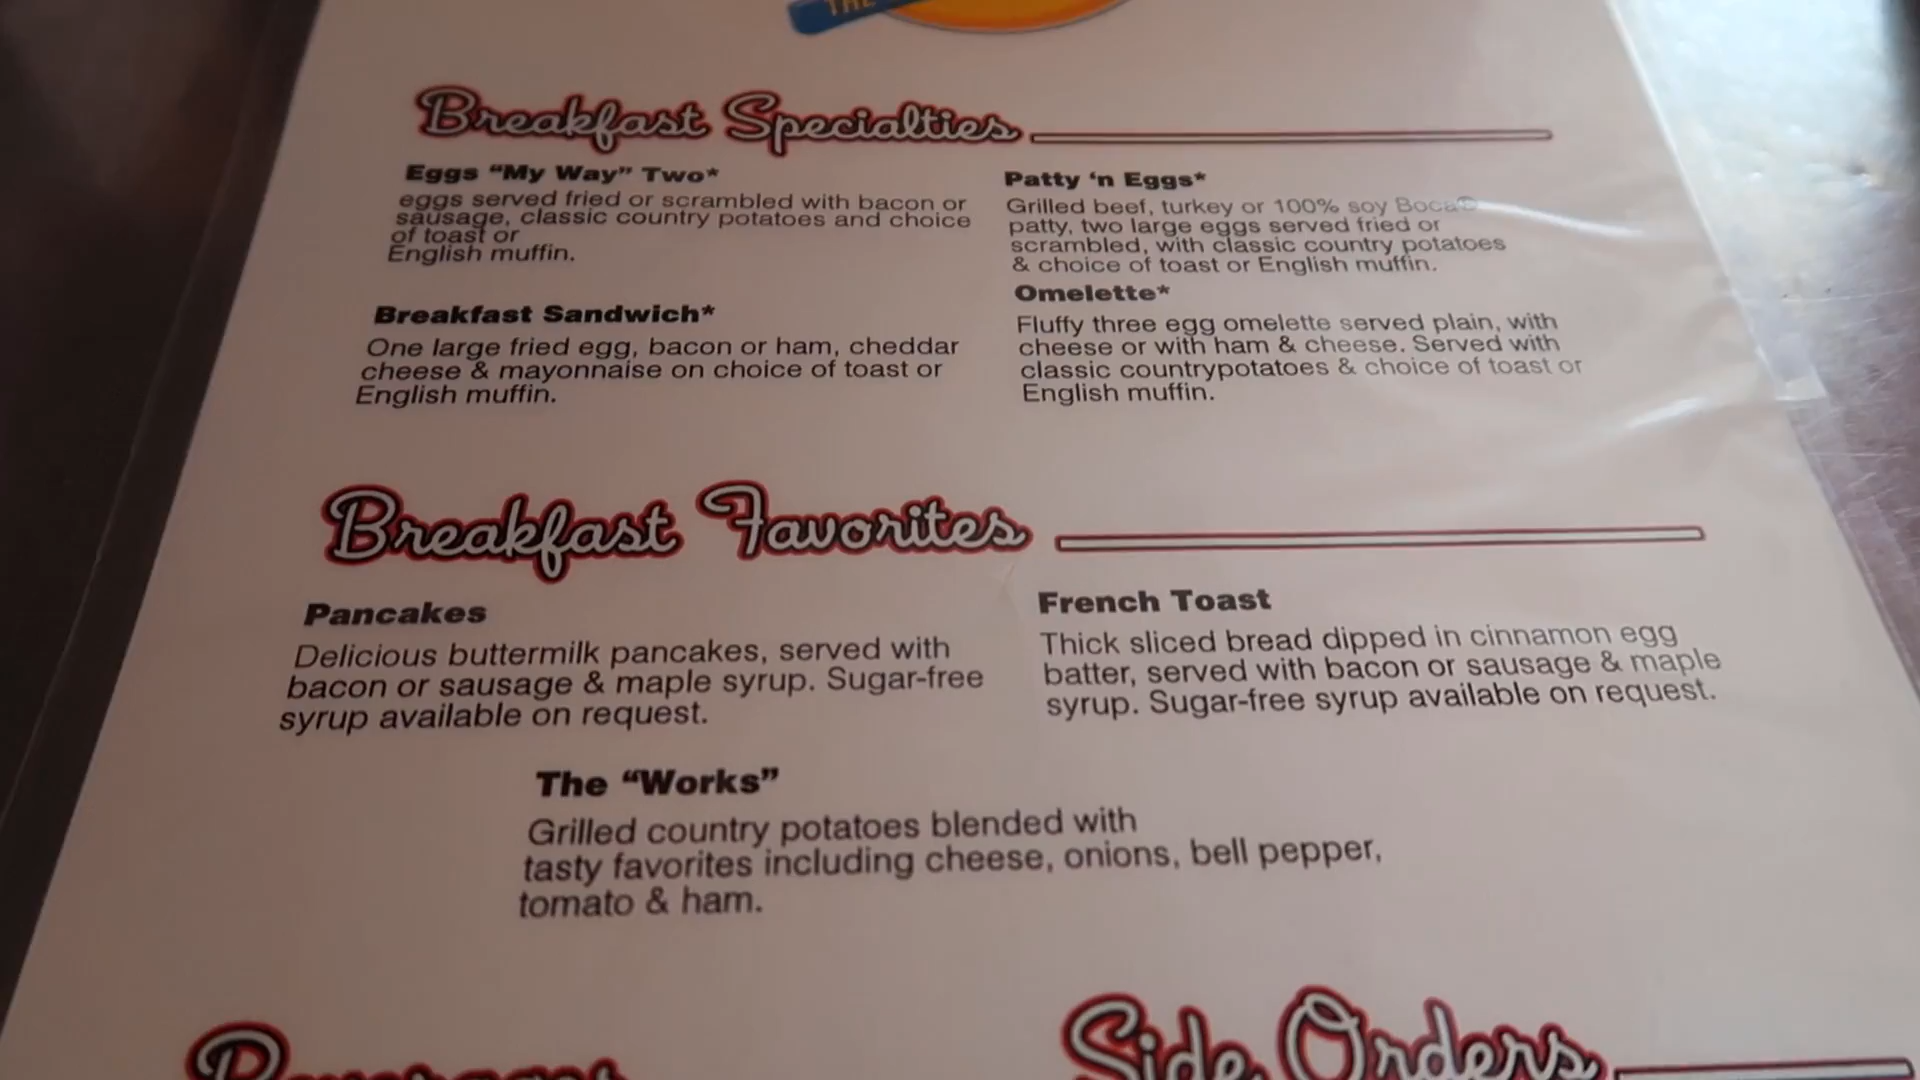 THE
Breakfast Specialties
Eggs “My Way” Two*
eggs served fried or scrambled with bacon or
sausage, classic country potatoes and choice
of toast or
English muffin.
Breakfast Sandwich*
One large fried egg, bacon or ham, cheddar
cheese & mayonnaise on choice of toast or
English muffin.
Patty ‘n Eggs*
Grilled beef, turkey or 100% soy Boca©
patty, two large eggs served fried or
scrambled, with classic country potatoes
& choice of toast or English muffin.
Omelette*
Fluffy three egg omelette served plain, with
cheese or with ham & cheese. Served with
classic countrypotatoes & choice of toast or
English muffin.
Breakfast Favorites
Pancakes
Delicious buttermilk pancakes, served with
bacon or sausage & maple syrup. Sugar-free
syrup available on request.
French Toast
Thick sliced bread dipped in cinnamon egg
batter, served with bacon or sausage & maple
syrup. Sugar-free syrup available on request.
The “Works”
Grilled country potatoes blended with
tasty favorites including cheese, onions, bell pepper,
tomato & ham.
Beverages
Side Orders